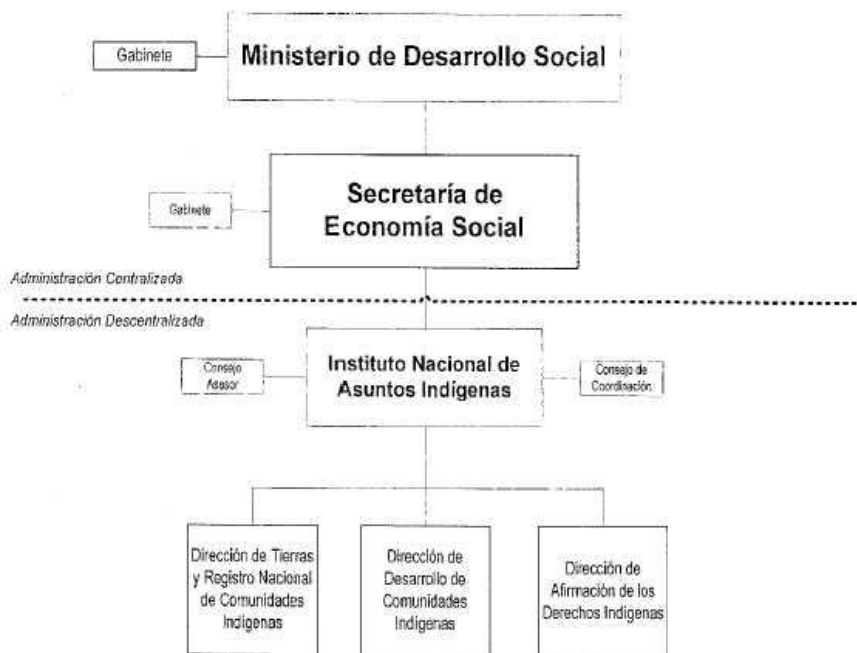 Gabinete
Ministerio de Desarrollo Social
Gabinete
Secretaría de
Economía Social
Administración Centralizada
Administración Descentralizada
Consejo
Asesor
Instituto Nacional de
Asuntos Indígenas
Consejo de
Coordinación
Dirección de Tierras
y Registro Nacional
de Comunidades
Indígenas
Dirección de
Desarrollo de
Comunidades
Indígenas
Dirección de
Afirmación de los
Derechos Indígenas